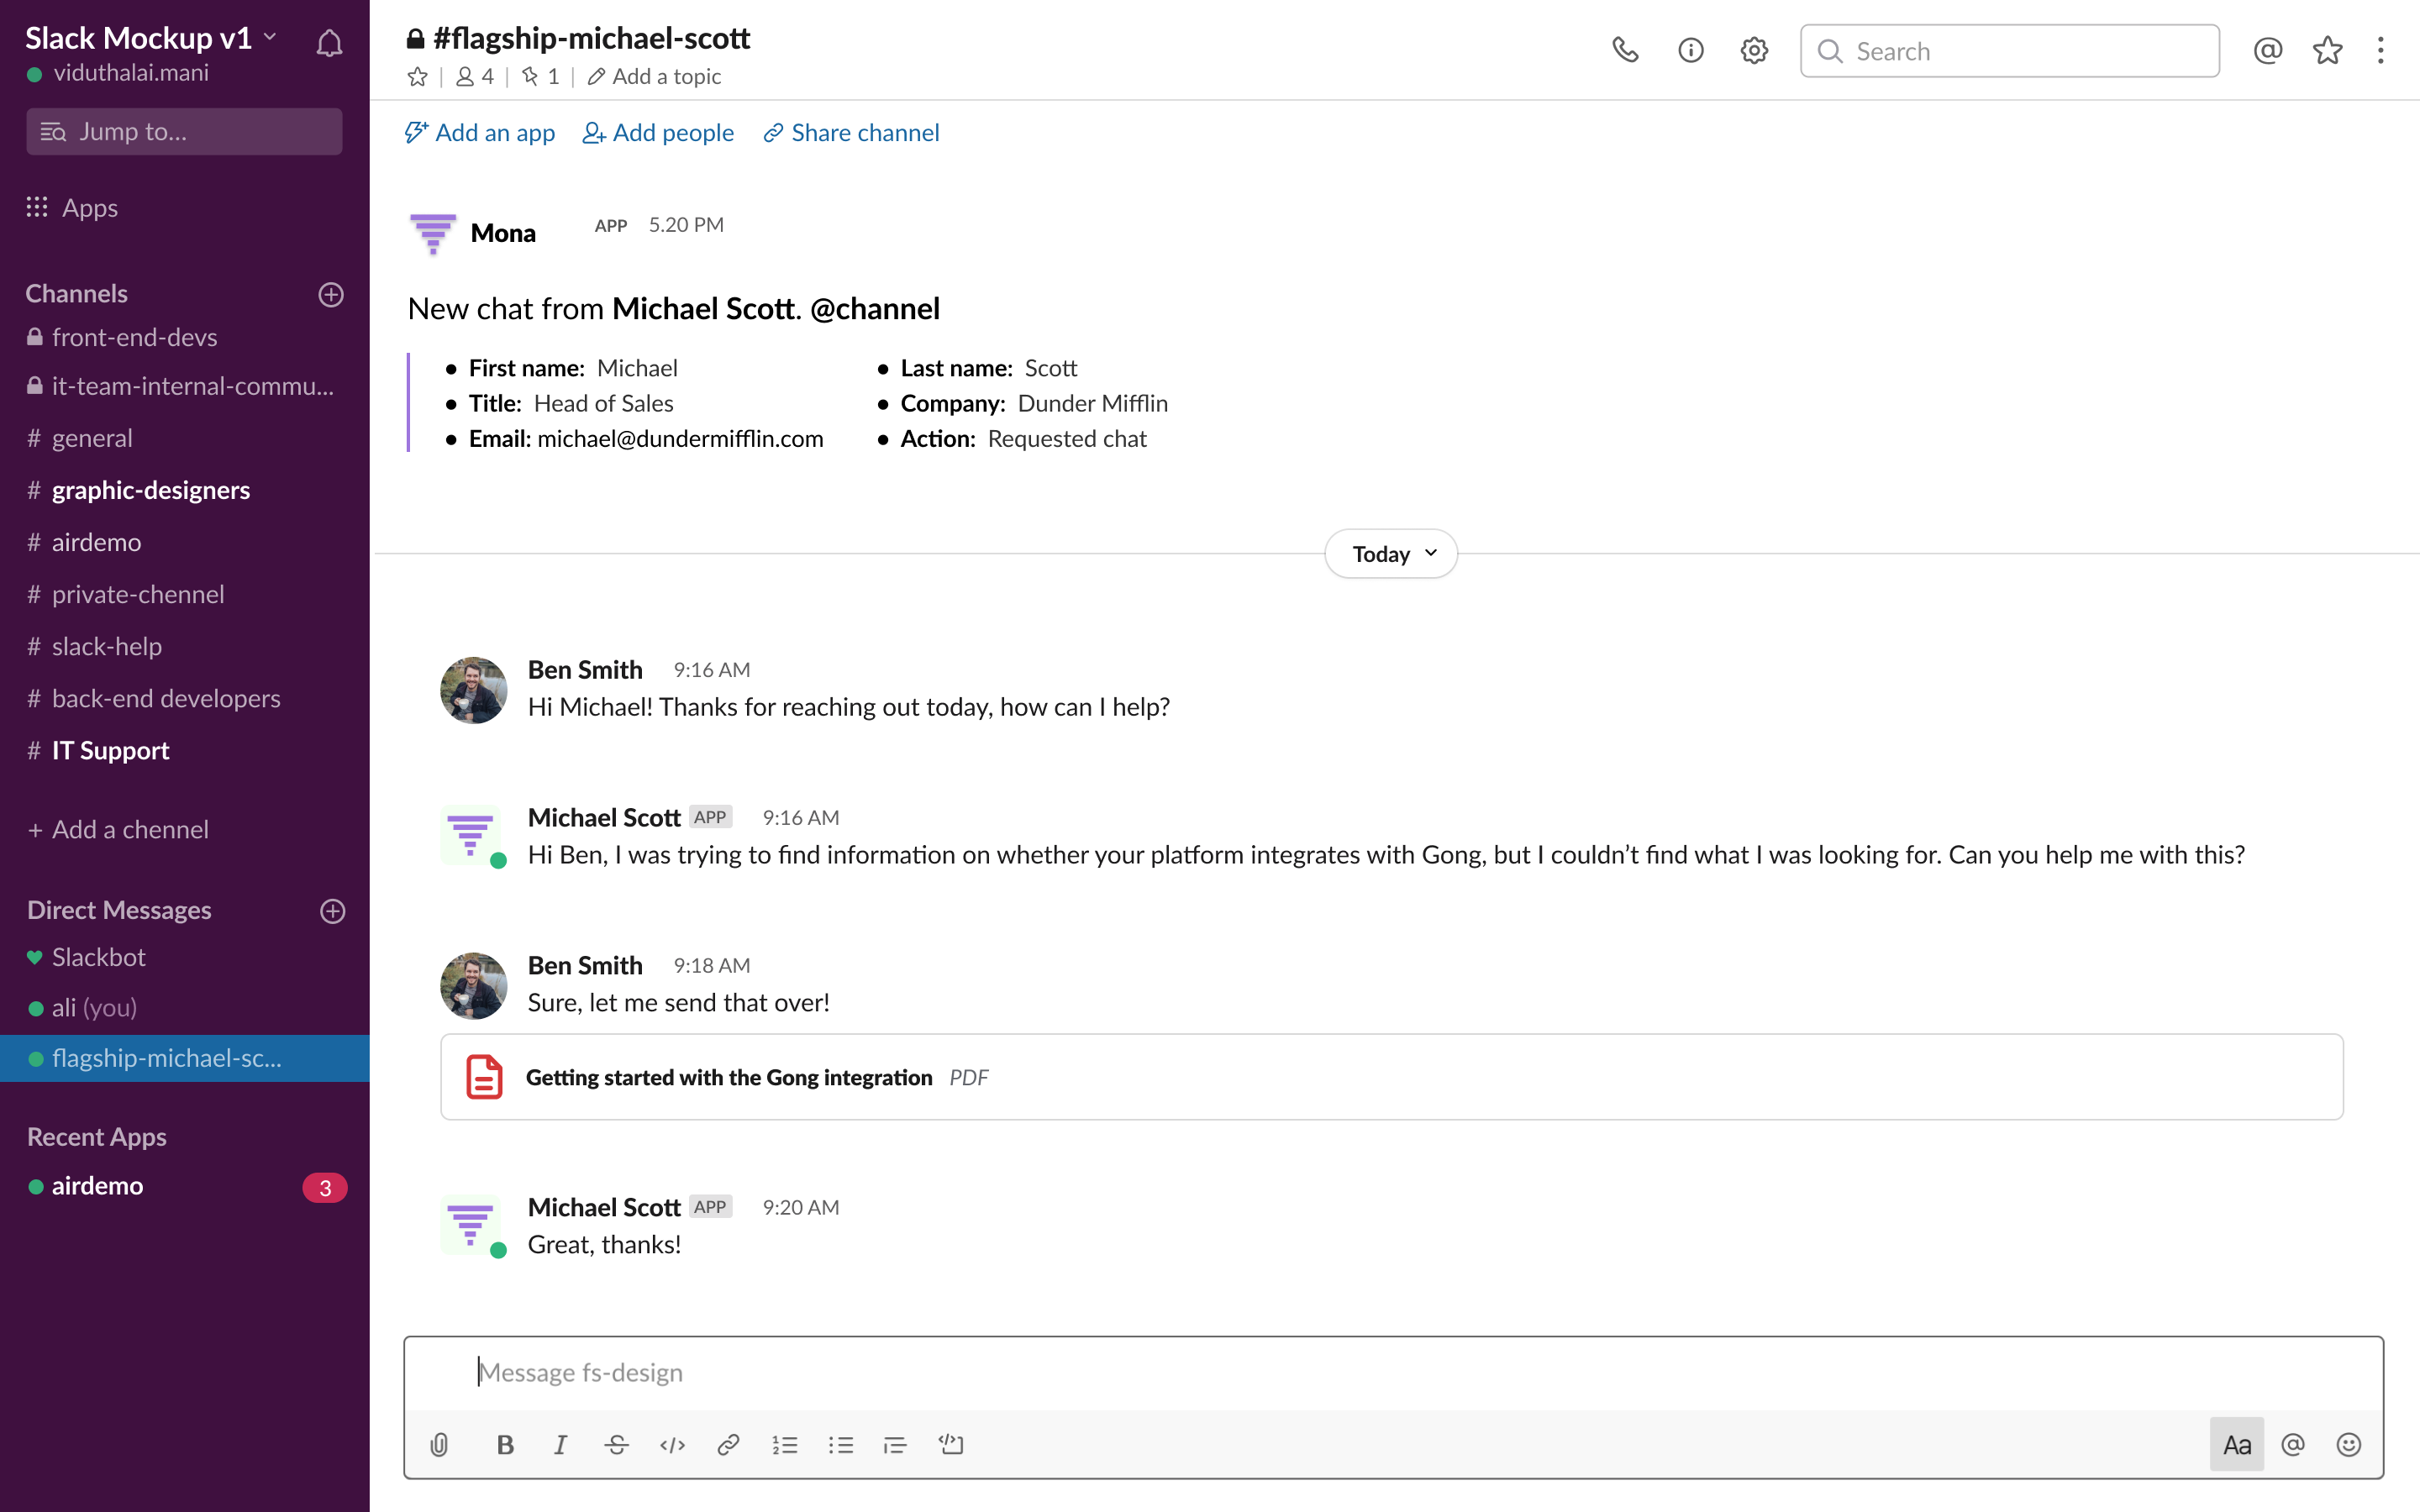 Slack Mockup v1
viduthalai.mani
Jump to...
Apps
Channels
front-end-devs
it-team-internal-commu...
# general
# graphic-designers
# airdemo
# private-chennel
# slack-help
# back-end developers
# IT Support
+ Add a chennel
Direct Messages
Slackbot
ali (you)
flagship-michael-sc...
Recent Apps
airdemo 3
#flagship-michael-scott
4 | 1 | Add a topic
Search
Add an app Add people Share channel
Mona APP 5.20 PM
New chat from Michael Scott. @channel
• First name: Michael • Last name: Scott
• Title: Head of Sales • Company: Dunder Mifflin
• Email: michael@dundermifflin.com • Action: Requested chat
Today
Ben Smith 9:16 AM
Hi Michael! Thanks for reaching out today, how can I help?
Michael Scott APP 9:16 AM
Hi Ben, I was trying to find information on whether your platform integrates with Gong, but I couldn’t find what I was looking for. Can you help me with this?
Ben Smith 9:18 AM
Sure, let me send that over!
Getting started with the Gong integration PDF
Michael Scott APP 9:20 AM
Great, thanks!
Message fs-design
B I S </> Aa @